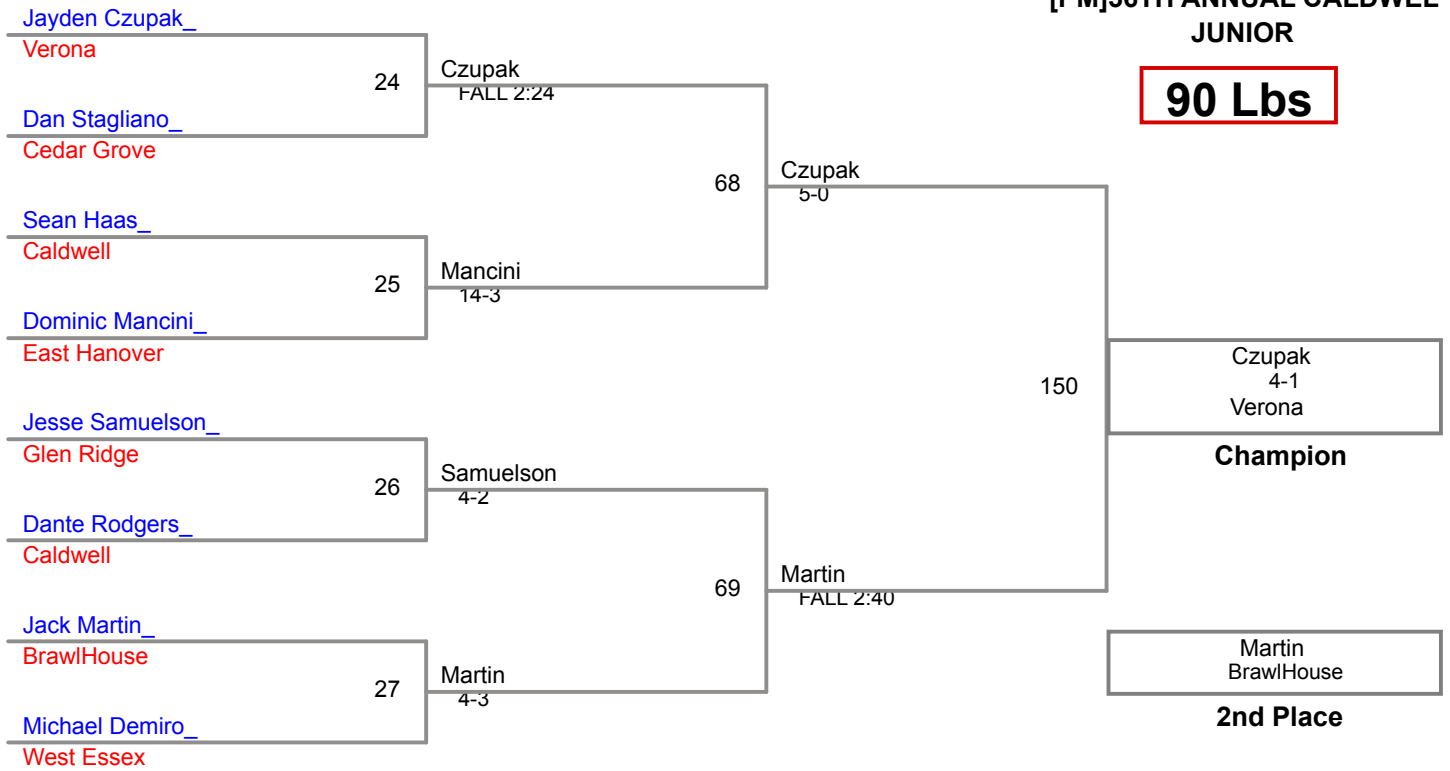 JUNIOR
90 Lbs
Jayden Czupak_
Verona
24
Czupak
FALL 2:24
Dan Stagliano_
Cedar Grove
68
Czupak
5-0
Sean Haas_
Caldwell
25
Mancini
14-3
Dominic Mancini_
East Hanover
150
Czupak
4-1
Verona
Champion
Jesse Samuelson_
Glen Ridge
26
Samuelson
4-2
Dante Rodgers_
Caldwell
69
Martin
FALL 2:40
Jack Martin_
BrawlHouse
27
Martin
4-3
Michael Demiro_
West Essex
Martin
BrawlHouse
2nd Place